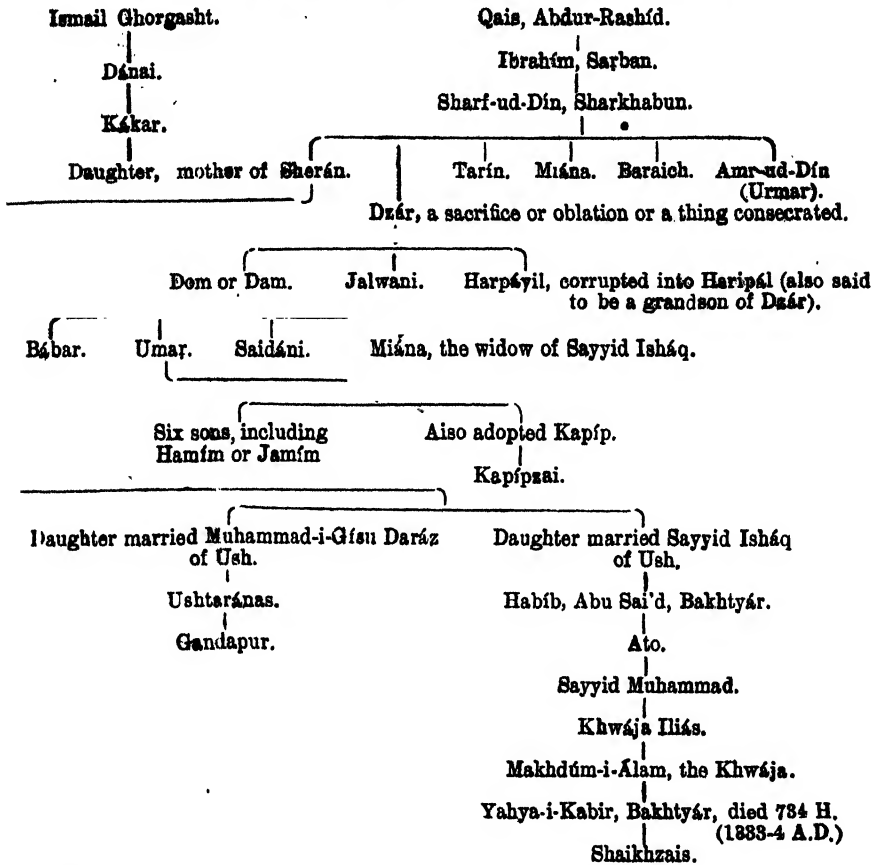 Ismail Ghorgasht. Qais, Abdur-Rashíd.
Ibrahím, Saṛban.
Dánai.
Sharf-ud-Dín, Sharkhabun.
Kákar.
Daughter, mother of Sherán. Tarín. Miána. Baraich. Amr-ud-Dín
(Urmar).
Dzár, a sacrifice or oblation or a thing consecrated.
Dom or Dam. Jalwani. Harpáyil, corrupted into Haripál (also said
to be a grandson of Dzár).
Bábar. Umaṛ. Saidáni. Miána, the widow of Sayyid Isháq.
Six sons, including Also adopted Kapíp.
Hamím or Jamím
Kapípzai.
Daughter married Muhammad-i-Gísu Daráz Daughter married Sayyid Isháq
of Ush. of Ush.
Ushtaránas. Habíb, Abu Sai'd, Bakhtyár.
Gandapur. Ato.
Sayyid Muhammad.
Khwája Iliás.
Makhdúm-i-Álam, the Khwája.
Yahya-i-Kabir, Bakhtyár, died 734 H.
(1333-4 A.D.)
Shaikhzais.